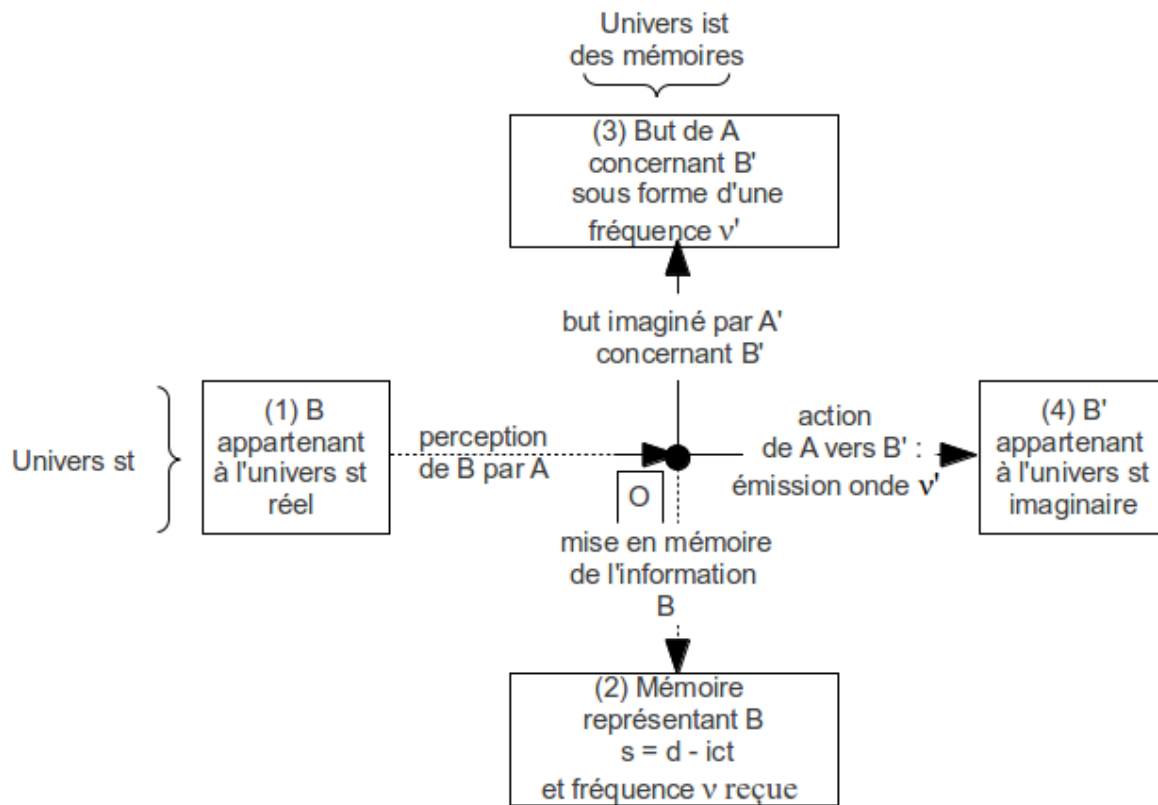 Univers ist
des mémoires
(3) But de A
concernant B'
sous forme d'une
fréquence ν'
but imaginé par A'
concernant B'
Univers st
(1) B
appartenant
à l'univers st
réel
perception
de B par A
action
de A vers B' :
émission onde ν'
(4) B'
appartenant
à l'univers st
imaginaire
O
mise en mémoire
de l'information
B
(2) Mémoire
représentant B
s = d - ict
et fréquence ν reçue